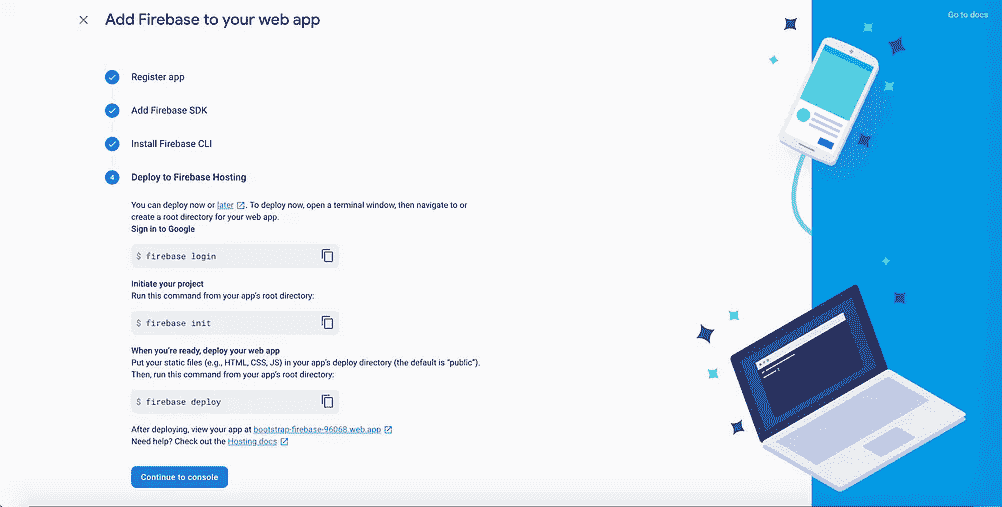 Add Firebase to your web app
Go to docs
Register app
Add Firebase SDK
Install Firebase CLI
4
Deploy to Firebase Hosting
You can deploy now or later. To deploy now, open a terminal window, then navigate to or
create a root directory for your web app.
Sign in to Google
$ firebase login
Initiate your project
Run this command from your app's root directory:
$ firebase init
When you're ready, deploy your web app
Put your static files (e.g., HTML, CSS, JS) in your app's deploy directory (the default is "public").
Then, run this command from your app's root directory:
$ firebase deploy
After deploying, view your app at bootstrap-firebase-96068.web.app
Need help? Check out the Hosting docs
Continue to console